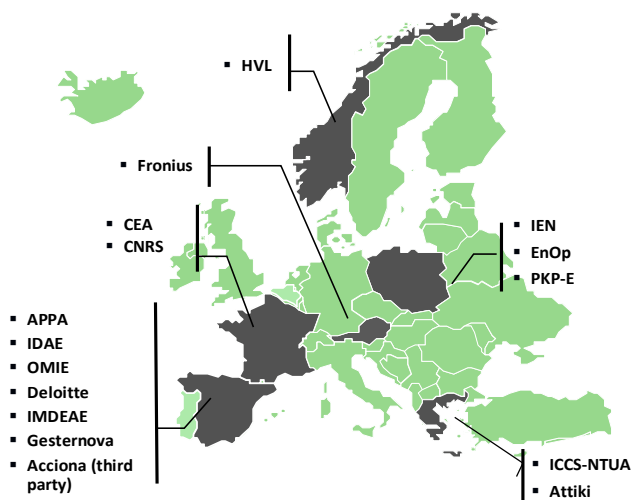 ▪ HVL
▪ Fronius
▪ CEA
▪ CNRS
▪ IEN
▪ EnOp
▪ PKP-E
▪ APPA
▪ IDAE
▪ OMIE
▪ Deloitte
▪ IMDEAE
▪ Gesternova
▪ Acciona (third
party)
▪ ICCS-NTUA
▪ Attiki